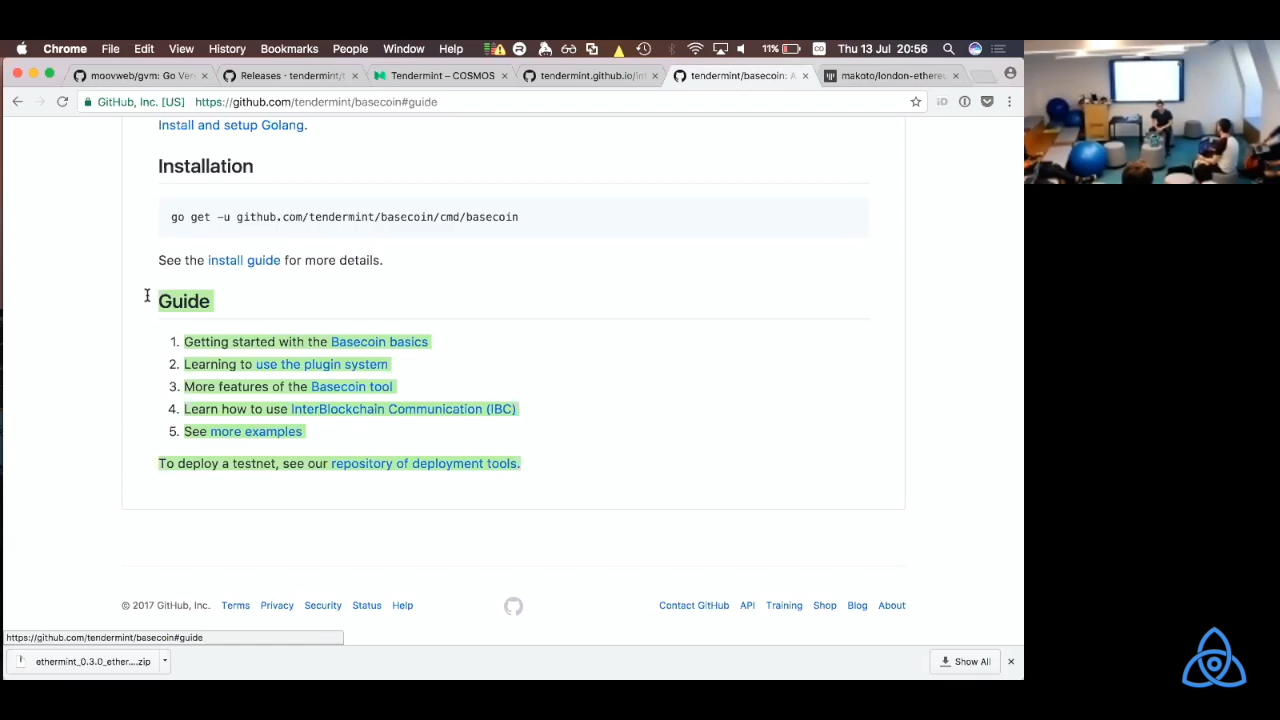 Chrome File Edit View History Bookmarks People Window Help 11% CO Thu 13 Jul 20:56
moovweb/gvm: Go Ver × Releases · tendermint/t × Tendermint – COSMOS × tendermint.github.io/int × tendermint/basecoin: A × makoto/london-ethereu ×
GitHub, Inc. [US] https://github.com/tendermint/basecoin#guide
Install and setup Golang.
Installation
go get -u github.com/tendermint/basecoin/cmd/basecoin
See the install guide for more details.
Guide
1. Getting started with the Basecoin basics
2. Learning to use the plugin system
3. More features of the Basecoin tool
4. Learn how to use InterBlockchain Communication (IBC)
5. See more examples
To deploy a testnet, see our repository of deployment tools.
© 2017 GitHub, Inc. Terms Privacy Security Status Help Contact GitHub API Training Shop Blog About
https://github.com/tendermint/basecoin#guide
ethermint_0.3.0_ether....zip Show All ×